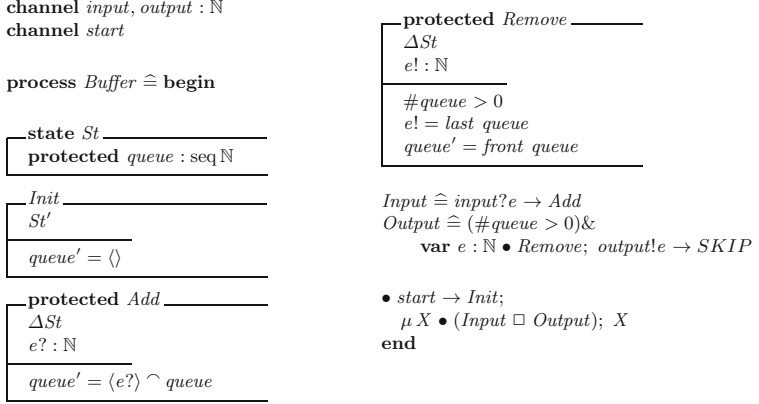 channel input, output : ℕ
channel start
process Buffer ≙ begin
state St
protected queue : seq ℕ
Init
St′
queue′ = ⟨⟩
protected Add
ΔSt
e? : ℕ
queue′ = ⟨e?⟩ ⌢ queue
protected Remove
ΔSt
e! : ℕ
#queue > 0
e! = last queue
queue′ = front queue
Input ≙ input?e → Add
Output ≙ (#queue > 0)&
var e : ℕ • Remove; output!e → SKIP
• start → Init;
μ X • (Input □ Output); X
end